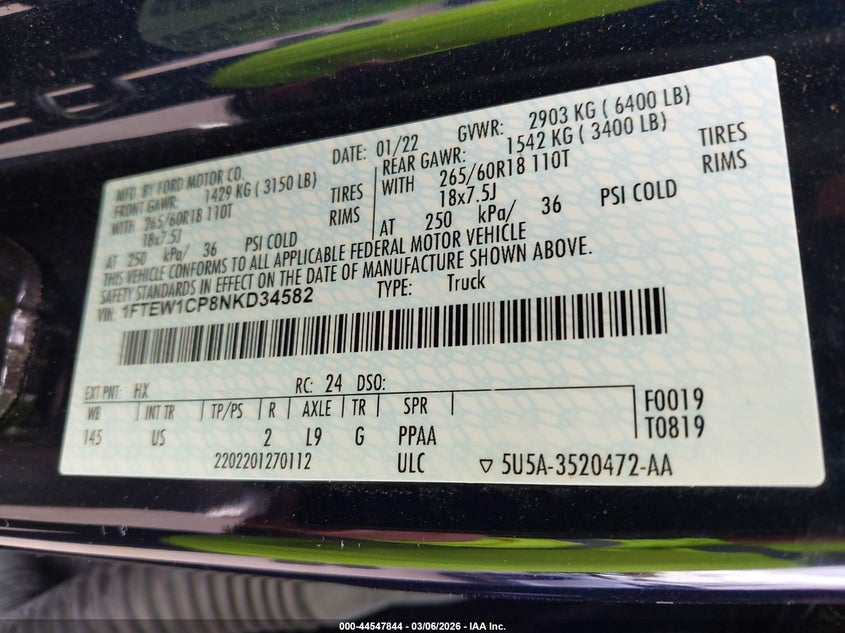 MFD. BY FORD MOTOR CO.
DATE: 01/22 GVWR: 2903 KG ( 6400 LB)
FRONT GAWR: 1429 KG ( 3150 LB) REAR GAWR: 1542 KG ( 3400 LB)
WITH 265/60R18 110T TIRES WITH 265/60R18 110T TIRES
18x7.5J RIMS 18x7.5J RIMS
AT 250 kPa/ 36 PSI COLD AT 250 kPa/ 36 PSI COLD
THIS VEHICLE CONFORMS TO ALL APPLICABLE FEDERAL MOTOR VEHICLE
SAFETY STANDARDS IN EFFECT ON THE DATE OF MANUFACTURE SHOWN ABOVE.
1FTEW1CP8NKD34582 TYPE: Truck
EXT PNT: HX RC: 24 DSO:
WB INT TR TP/PS R AXLE TR SPR F0019
145 US 2 L9 G PPAA T0819
2202201270112 ULC ▽ 5U5A-3520472-AA
000-44547844 - 03/06/2026 - IAA Inc.